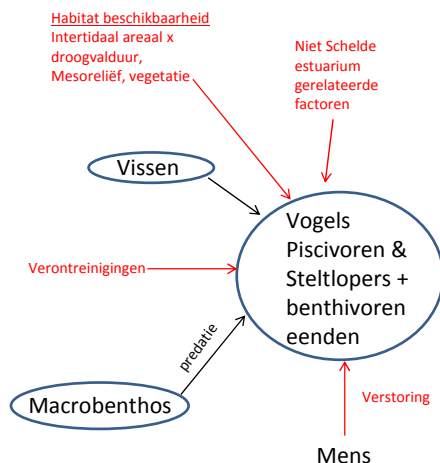 Habitat beschikbaarheid
Intertidaal areaal x
droogvalduur,
Mesoreliëf, vegetatie
Niet Schelde
estuarium
gerelateerde
factoren
Vissen
Vogels
Piscivoren &
Steltlopers +
benthivoren
eenden
Verontreinigingen
predatie
Macrobenthos
Verstoring
Mens